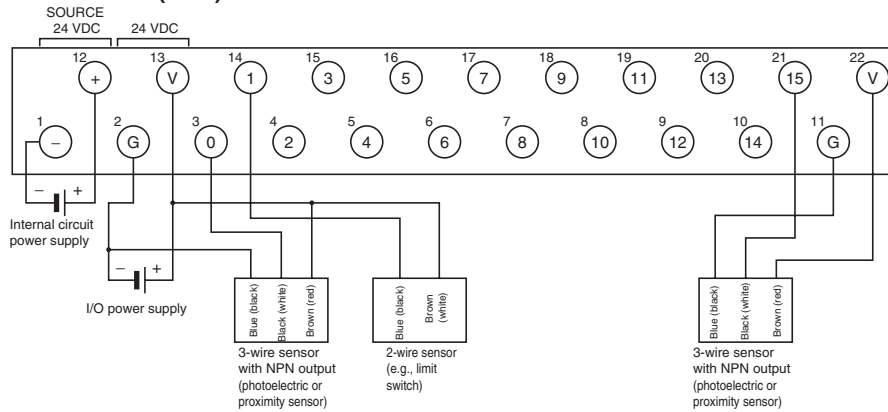 SOURCE
24 VDC 24 VDC
12 13 14 15 16 17 18 19 20 21 22
+ V 1 3 5 7 9 11 13 15 V
1 2 3 4 5 6 7 8 9 10 11
− G 0 2 4 6 8 10 12 14 G
− +
Internal circuit
power supply
− +
I/O power supply
Blue (black)
Black (white)
Brown (red)
3-wire sensor
with NPN output
(photoelectric or
proximity sensor)
Blue (black)
Brown
(white)
2-wire sensor
(e.g., limit
switch)
Blue (black)
Black (white)
Brown (red)
3-wire sensor
with NPN output
(photoelectric or
proximity sensor)